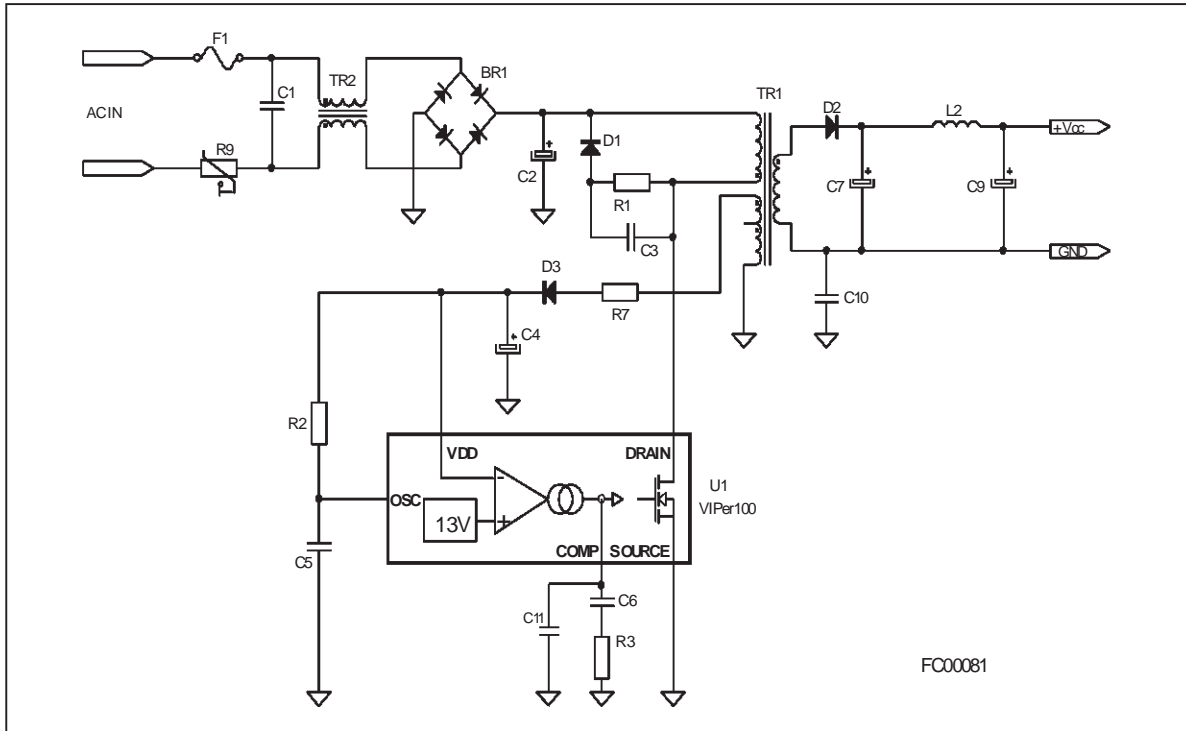 F1
TR2
BR1
C1
ACIN
R9
T°
TR1
D2
L2
+Vcc
D1
C2
R1
C3
C7
C9
GND
D3
R7
C4
C10
R2
VDD
DRAIN
U1
VIPer100
OSC
-
13V
+
COMP SOURCE
C5
C6
C11
R3
FC00081